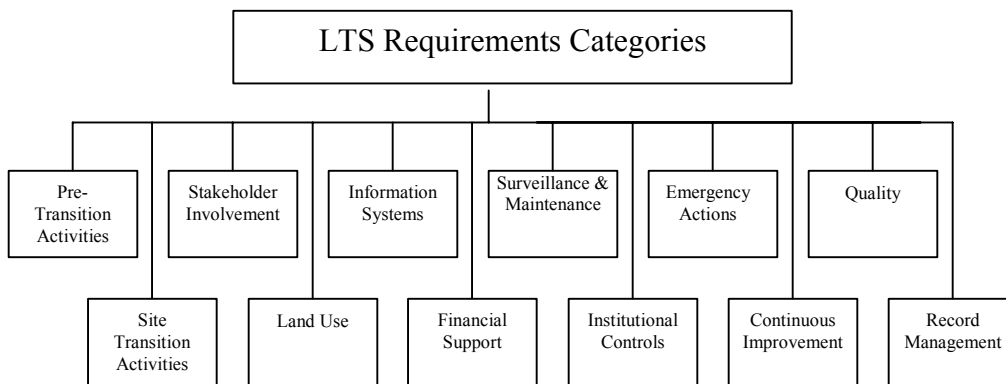 LTS Requirements Categories
Pre-
Transition
Activities
Stakeholder
Involvement
Information
Systems
Surveillance &
Maintenance
Emergency
Actions
Quality
Site
Transition
Activities
Land Use
Financial
Support
Institutional
Controls
Continuous
Improvement
Record
Management